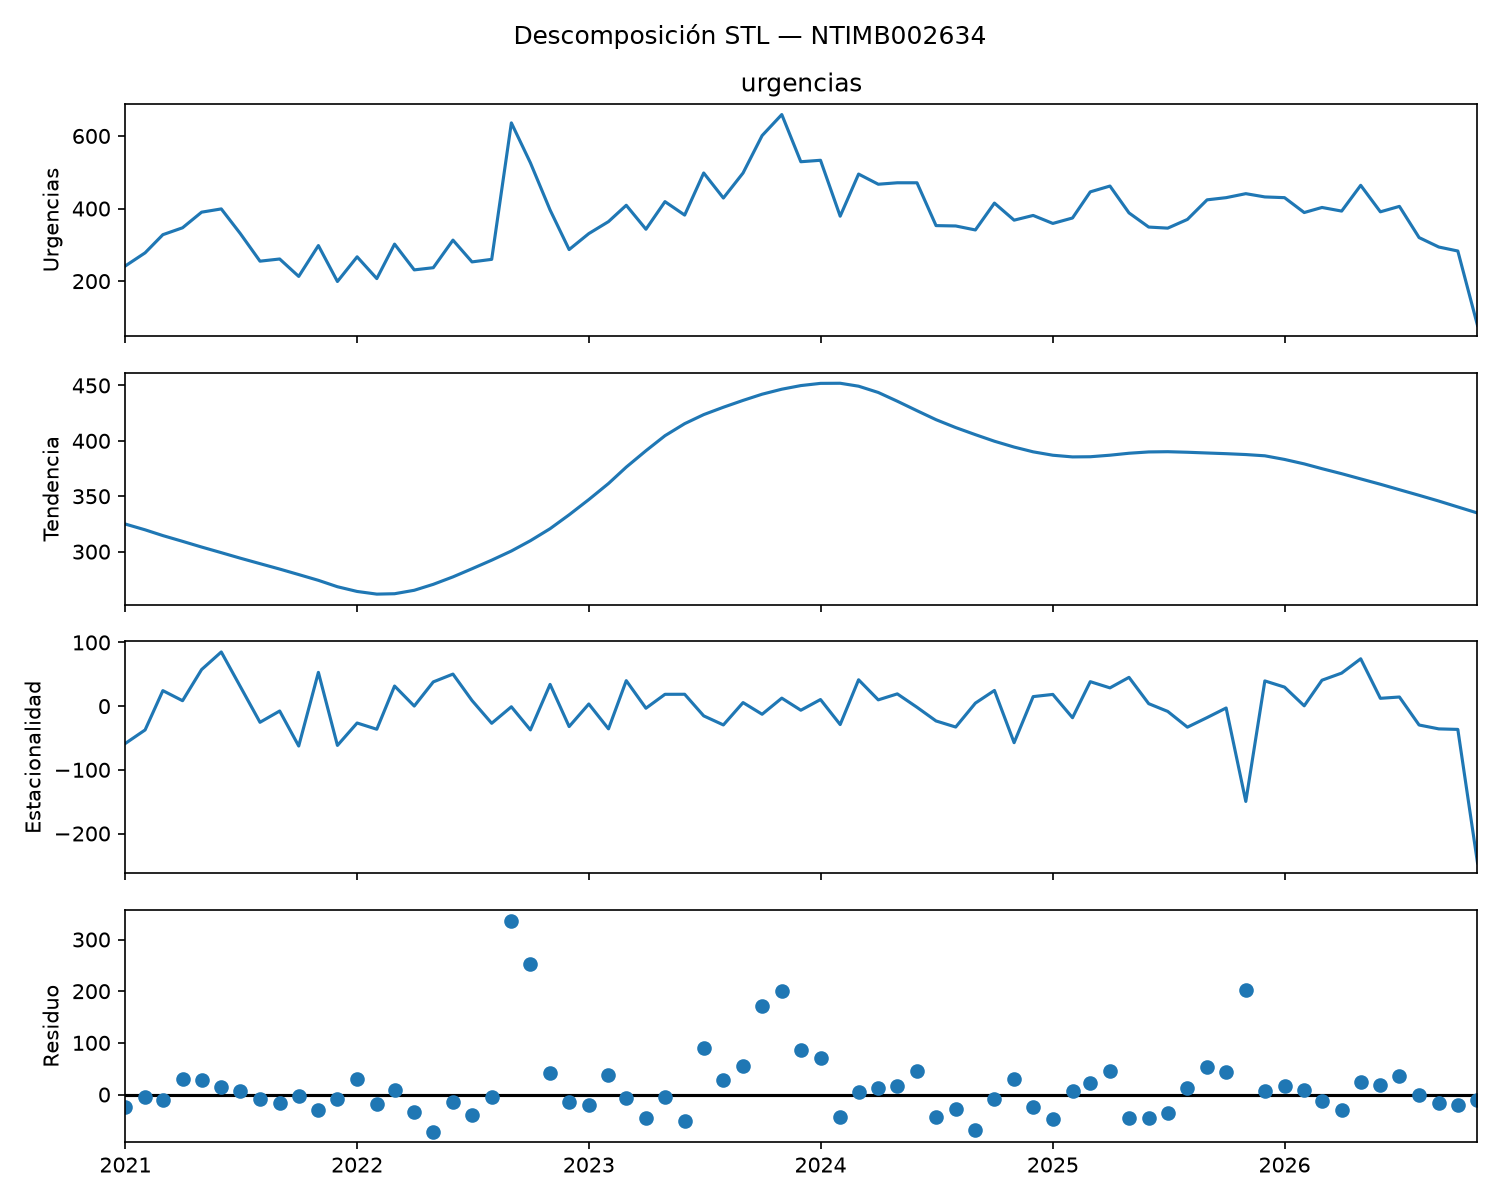 Descomposición STL — NTIMB002634
urgencias
Urgencias
600
400
200
Tendencia
450
400
350
300
Estacionalidad
100
0
−100
−200
Residuo
300
200
100
0
2021 2022 2023 2024 2025 2026